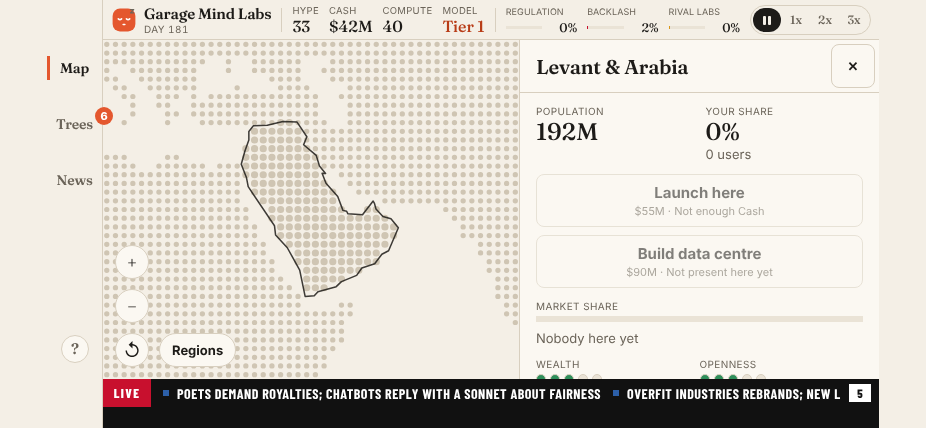 Garage Mind Labs
DAY 181
HYPE
33
CASH
$42M
COMPUTE
40
MODEL
Tier 1
REGULATION
0%
BACKLASH
2%
RIVAL LABS
0%
1x
2x
3x
Map
Trees
6
News
?
+
−
Regions
Levant & Arabia
×
POPULATION
192M
YOUR SHARE
0%
0 users
Launch here
$55M · Not enough Cash
Build data centre
$90M · Not present here yet
MARKET SHARE
Nobody here yet
WEALTH
OPENNESS
LIVE
POETS DEMAND ROYALTIES; CHATBOTS REPLY WITH A SONNET ABOUT FAIRNESS
OVERFIT INDUSTRIES REBRANDS; NEW L
5